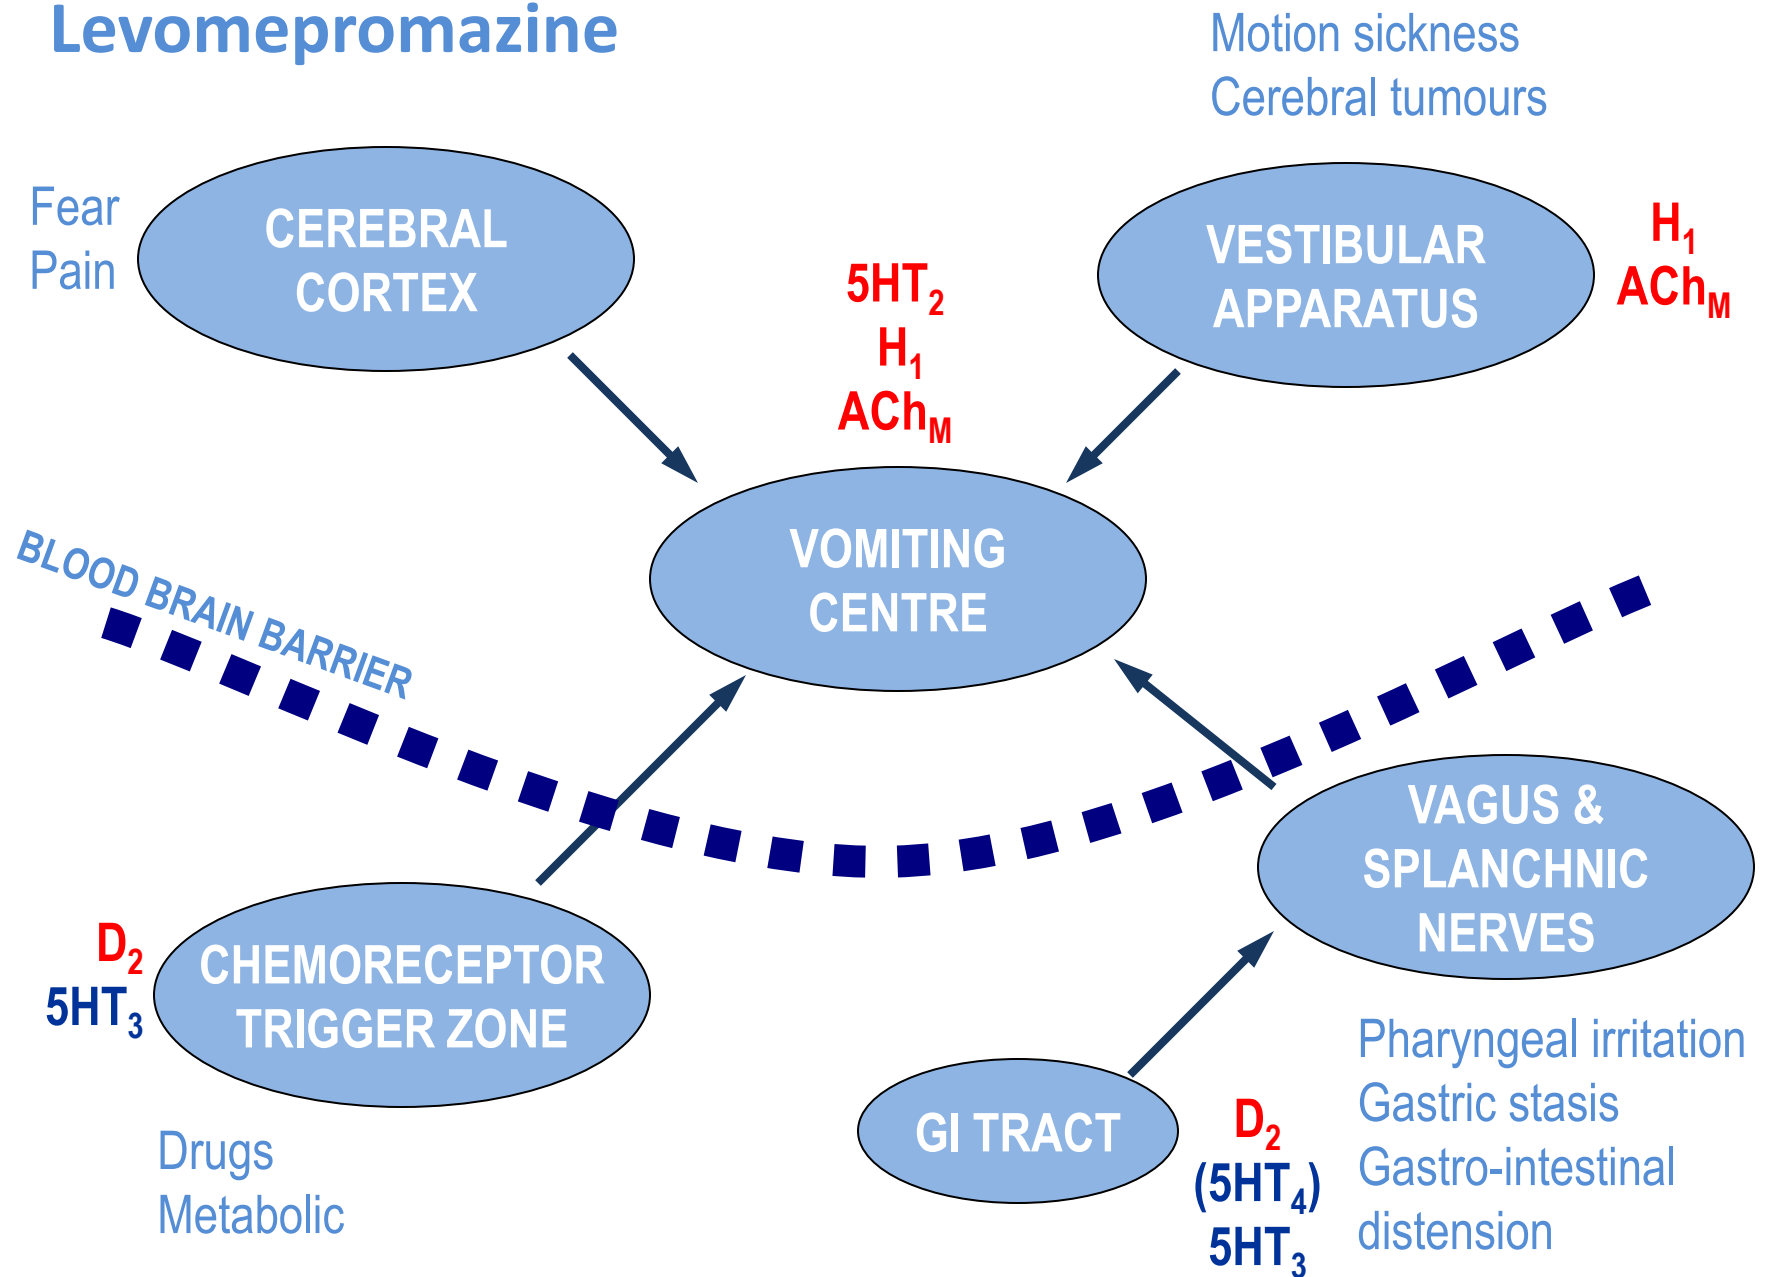 Levomepromazine
Motion sickness
Cerebral tumours
Fear
Pain
CEREBRAL
CORTEX
5HT₂
H₁
AChM
VESTIBULAR
APPARATUS
H₁
AChM
VOMITING
CENTRE
BLOOD BRAIN BARRIER
D₂
5HT₃
CHEMORECEPTOR
TRIGGER ZONE
Drugs
Metabolic
VAGUS &
SPLANCHNIC
NERVES
GI TRACT
D₂
(5HT₄)
5HT₃
Pharyngeal irritation
Gastric stasis
Gastro-intestinal
distension